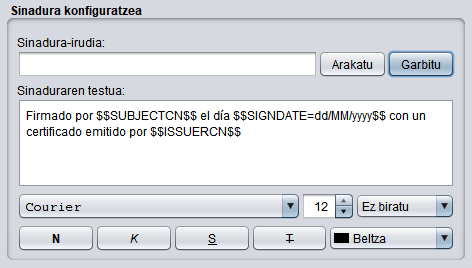 Sinadura konfiguratzea
Sinadura-irudia:
Arakatu Garbitu
Sinaduraren testua:
Firmado por $$SUBJECTCN$$ el día $$SIGNDATE=dd/MM/yyyy$$ con un
certificado emitido por $$ISSUERCN$$
Courier 12 Ez biratu
N K S T Beltza